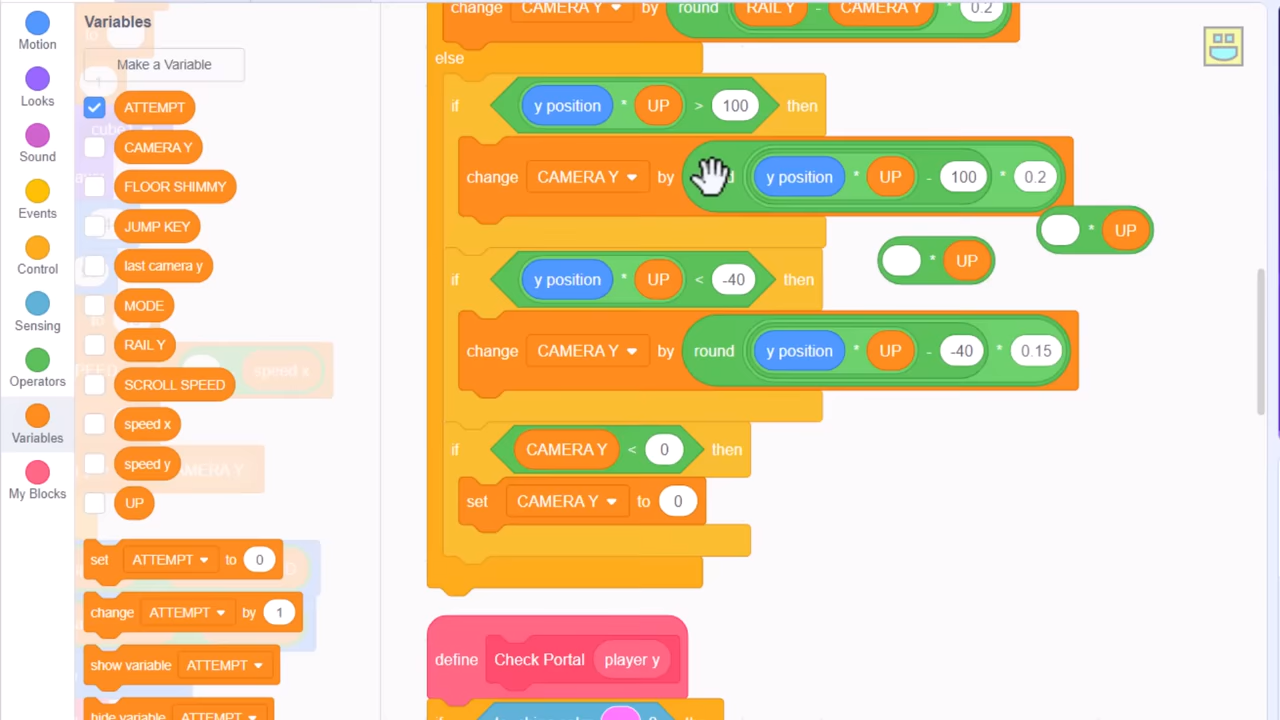 Motion
Looks
Sound
Events
Control
Sensing
Operators
Variables
My Blocks
Variables
Make a Variable
ATTEMPT
CAMERA Y
FLOOR SHIMMY
JUMP KEY
last camera y
MODE
RAIL Y
SCROLL SPEED
speed x
speed y
UP
set ATTEMPT to 0
change ATTEMPT by 1
show variable ATTEMPT
hide variable ATTEMPT
speed x
change CAMERA Y by round RAIL Y - CAMERA Y * 0.2
else
if y position * UP > 100 then
change CAMERA Y by y position * UP - 100 * 0.2
* UP
* UP
if y position * UP < -40 then
change CAMERA Y by round y position * UP - -40 * 0.15
if CAMERA Y < 0 then
set CAMERA Y to 0
define Check Portal player y